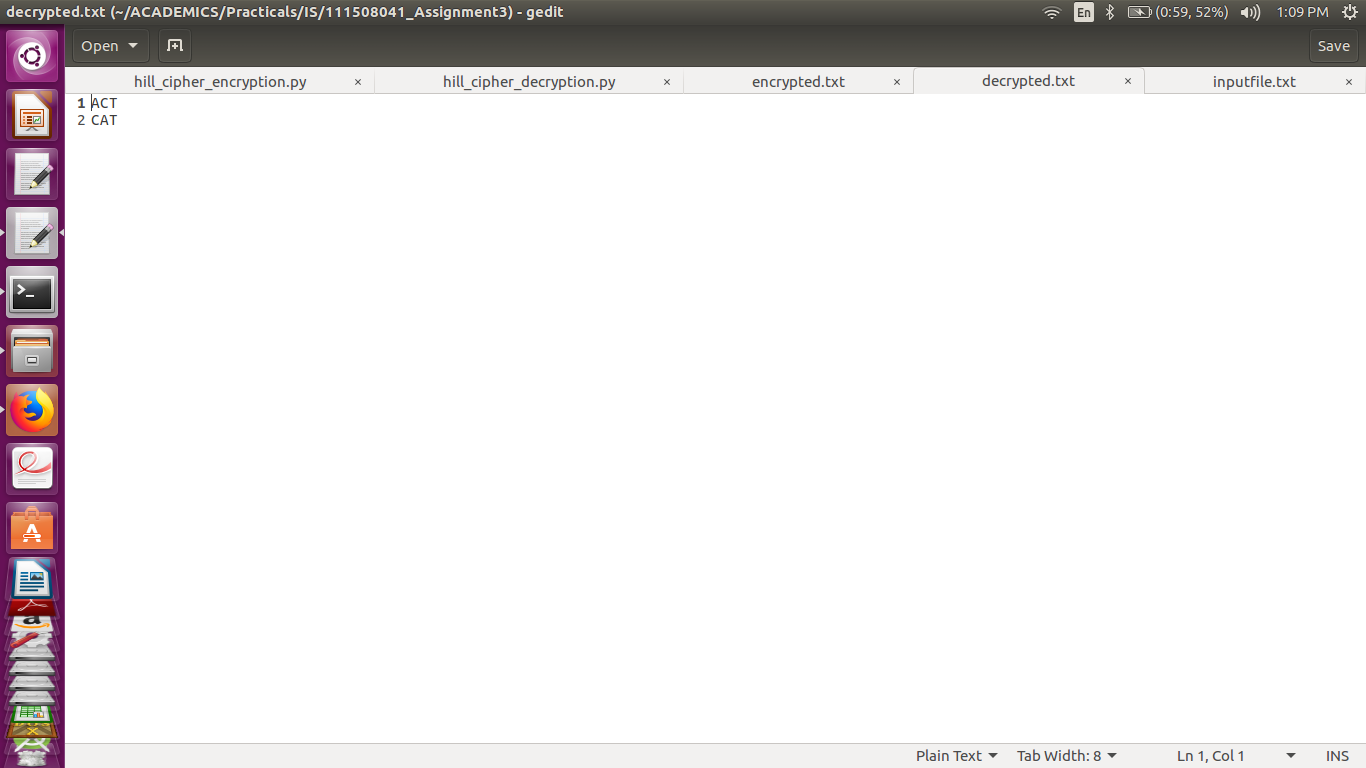 decrypted.txt (~/ACADEMICS/Practicals/IS/111508041_Assignment3) - gedit
En
(0:59, 52%)
1:09 PM
Open
Save
hill_cipher_encryption.py ×
hill_cipher_decryption.py ×
encrypted.txt ×
decrypted.txt ×
inputfile.txt ×
1 ACT
2 CAT
Plain Text
Tab Width: 8
Ln 1, Col 1
INS